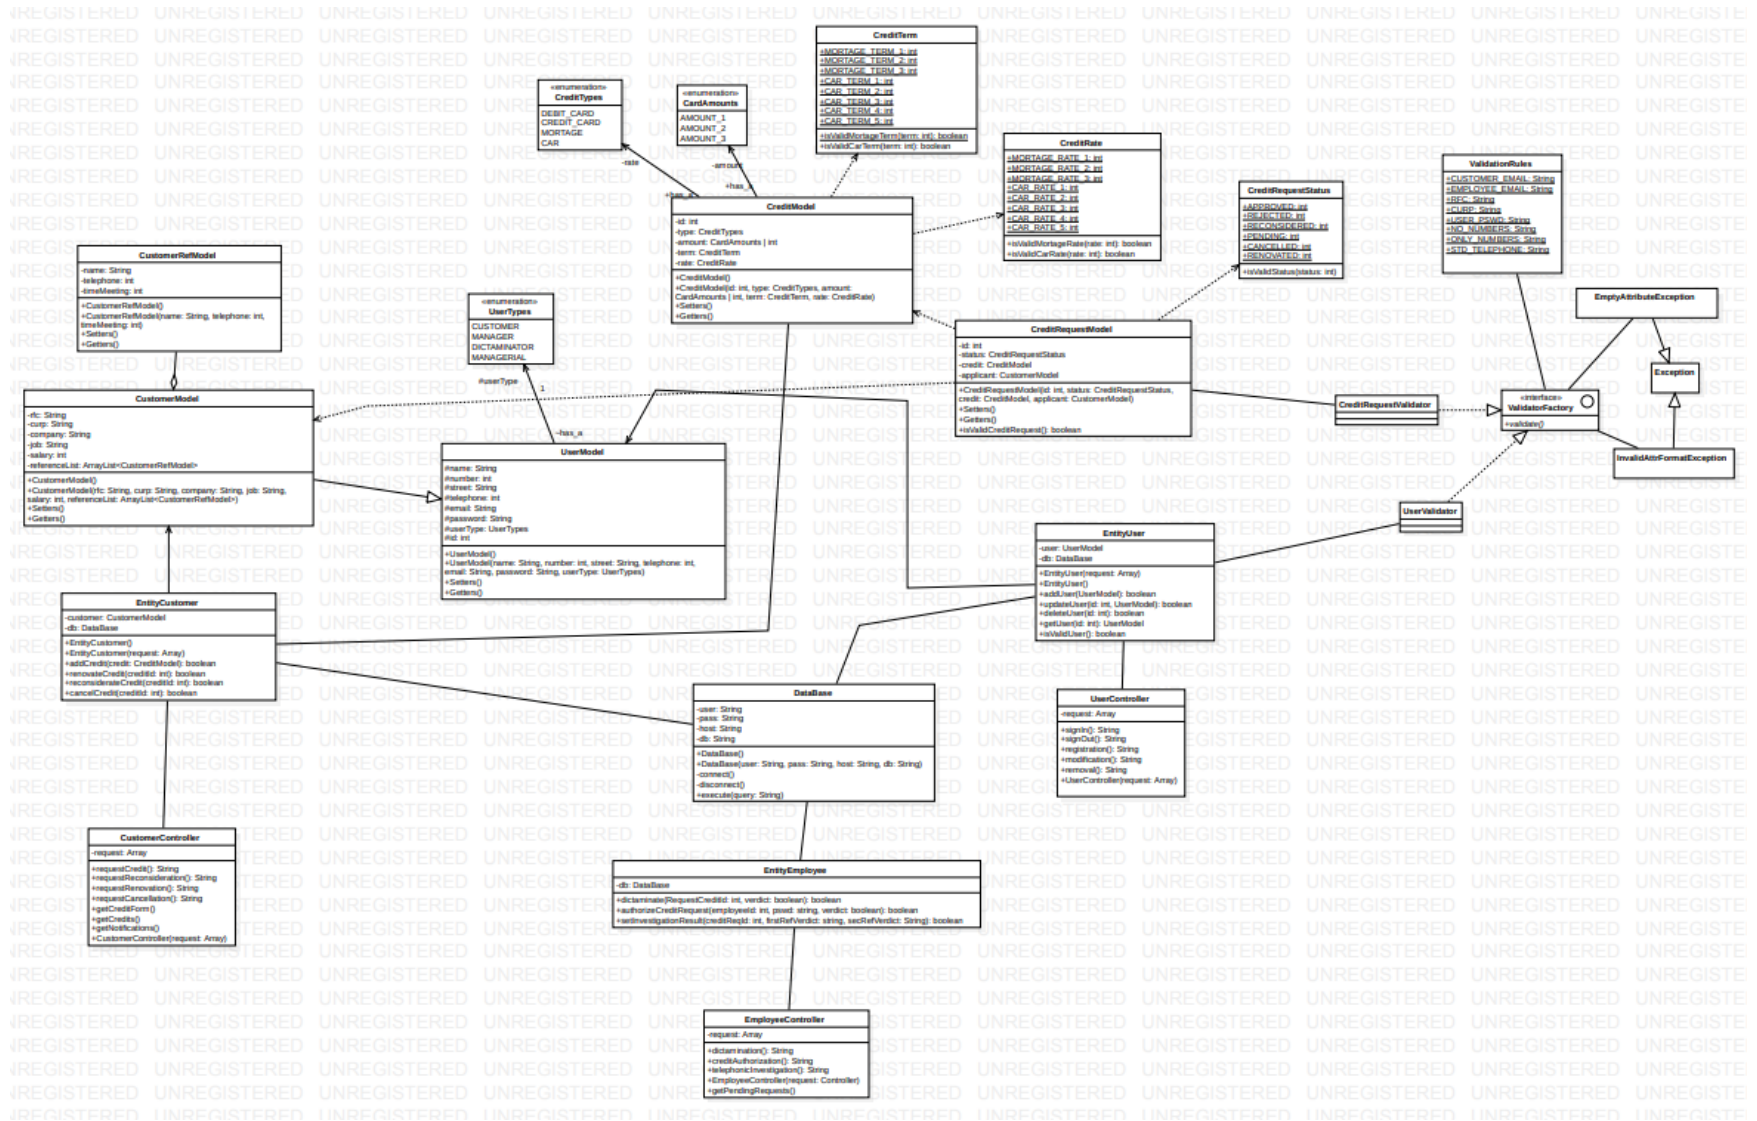 CreditTerm
+MORTAGE_TERM_1: int
+MORTAGE_TERM_2: int
+MORTAGE_TERM_3: int
+CAR_TERM_1: int
+CAR_TERM_2: int
+CAR_TERM_3: int
+CAR_TERM_4: int
+CAR_TERM_5: int
+isValidMortageTerm(term: int): boolean
+isValidCarTerm(term: int): boolean
«enumeration»
CreditTypes
DEBIT_CARD
CREDIT_CARD
MORTAGE
CAR
«enumeration»
CardAmounts
AMOUNT_1
AMOUNT_2
AMOUNT_3
-rate
-amount
+has_a
+has_a
CreditRate
+MORTAGE_RATE_1: int
+MORTAGE_RATE_2: int
+MORTAGE_RATE_3: int
+CAR_RATE_1: int
+CAR_RATE_2: int
+CAR_RATE_3: int
+CAR_RATE_4: int
+CAR_RATE_5: int
+isValidMortageRate(rate: int): boolean
+isValidCarRate(rate: int): boolean
ValidationRules
+CUSTOMER_EMAIL: String
+EMPLOYEE_EMAIL: String
+RFC: String
+CURP: String
+USER_PSWD: String
+NO_NUMBERS: String
+ONLY_NUMBERS: String
+STD_TELEPHONE: String
CreditRequestStatus
+APPROVED: int
+REJECTED: int
+RECONSIDERED: int
+PENDING: int
+CANCELLED: int
+RENOVATED: int
+isValidStatus(status: int)
CreditModel
-id: int
-type: CreditTypes
-amount: CardAmounts | int
-term: CreditTerm
-rate: CreditRate
+CreditModel()
+CreditModel(id: int, type: CreditTypes, amount:
CardAmounts | int, term: CreditTerm, rate: CreditRate)
+Setters()
+Getters()
CustomerRefModel
-name: String
-telephone: int
-timeMeeting: int
+CustomerRefModel()
+CustomerRefModel(name: String, telephone: int,
timeMeeting: int)
+Setters()
+Getters()
«enumeration»
UserTypes
CUSTOMER
MANAGER
DICTAMINATOR
MANAGERIAL
#userType
1
~has_a
EmptyAttributeException
Exception
InvalidAttrFormatException
CreditRequestModel
-id: int
-status: CreditRequestStatus
-credit: CreditModel
-applicant: CustomerModel
+CreditRequestModel(id: int, status: CreditRequestStatus,
credit: CreditModel, applicant: CustomerModel)
+Setters()
+Getters()
+isValidCreditRequest(): boolean
CreditRequestValidator
«interface»
ValidatorFactory
+validate()
CustomerModel
-rfc: String
-curp: String
-company: String
-job: String
-salary: int
-referenceList: ArrayList<CustomerRefModel>
+CustomerModel()
+CustomerModel(rfc: String, curp: String, company: String, job: String,
salary: int, referenceList: ArrayList<CustomerRefModel>)
+Setters()
+Getters()
UserModel
#name: String
#number: int
#street: String
#telephone: int
#email: String
#password: String
#userType: UserTypes
#id: int
+UserModel()
+UserModel(name: String, number: int, street: String, telephone: int,
email: String, password: String, userType: UserTypes)
+Setters()
+Getters()
UserValidator
EntityUser
-user: UserModel
-db: DataBase
+EntityUser(request: Array)
+EntityUser()
+addUser(UserModel): boolean
+updateUser(id: int, UserModel): boolean
+deleteUser(id: int): boolean
+getUser(id: int): UserModel
+isValidUser(): boolean
EntityCustomer
-customer: CustomerModel
-db: DataBase
+EntityCustomer()
+EntityCustomer(request: Array)
+addCredit(credit: CreditModel): boolean
+renovateCredit(creditId: int): boolean
+reconsiderateCredit(creditId: int): boolean
+cancelCredit(creditId: int): boolean
DataBase
-user: String
-pass: String
-host: String
-db: String
+DataBase()
+DataBase(user: String, pass: String, host: String, db: String)
-connect()
-disconnect()
+execute(query: String)
UserController
-request: Array
+signIn(): String
+signOut(): String
+registration(): String
+modification(): String
+removal(): String
+UserController(request: Array)
CustomerController
-request: Array
+requestCredit(): String
+requestReconsideration(): String
+requestRenovation(): String
+requestCancellation(): String
+getCreditForm()
+getCredits()
+getNotifications()
+CustomerController(request: Array)
EntityEmployee
-db: DataBase
+dictaminate(RequestCreditId: int, verdict: boolean): boolean
+authorizeCreditRequest(employeeId: int, pswd: string, verdict: boolean): boolean
+setInvestigationResult(creditReqId: int, firstRefVerdict: string, secRefVerdict: String): boolean
EmployeeController
-request: Array
+dictamination(): String
+creditAuthorization(): String
+telephonicInvestigation(): String
+EmployeeController(request: Controller)
+getPendingRequests()